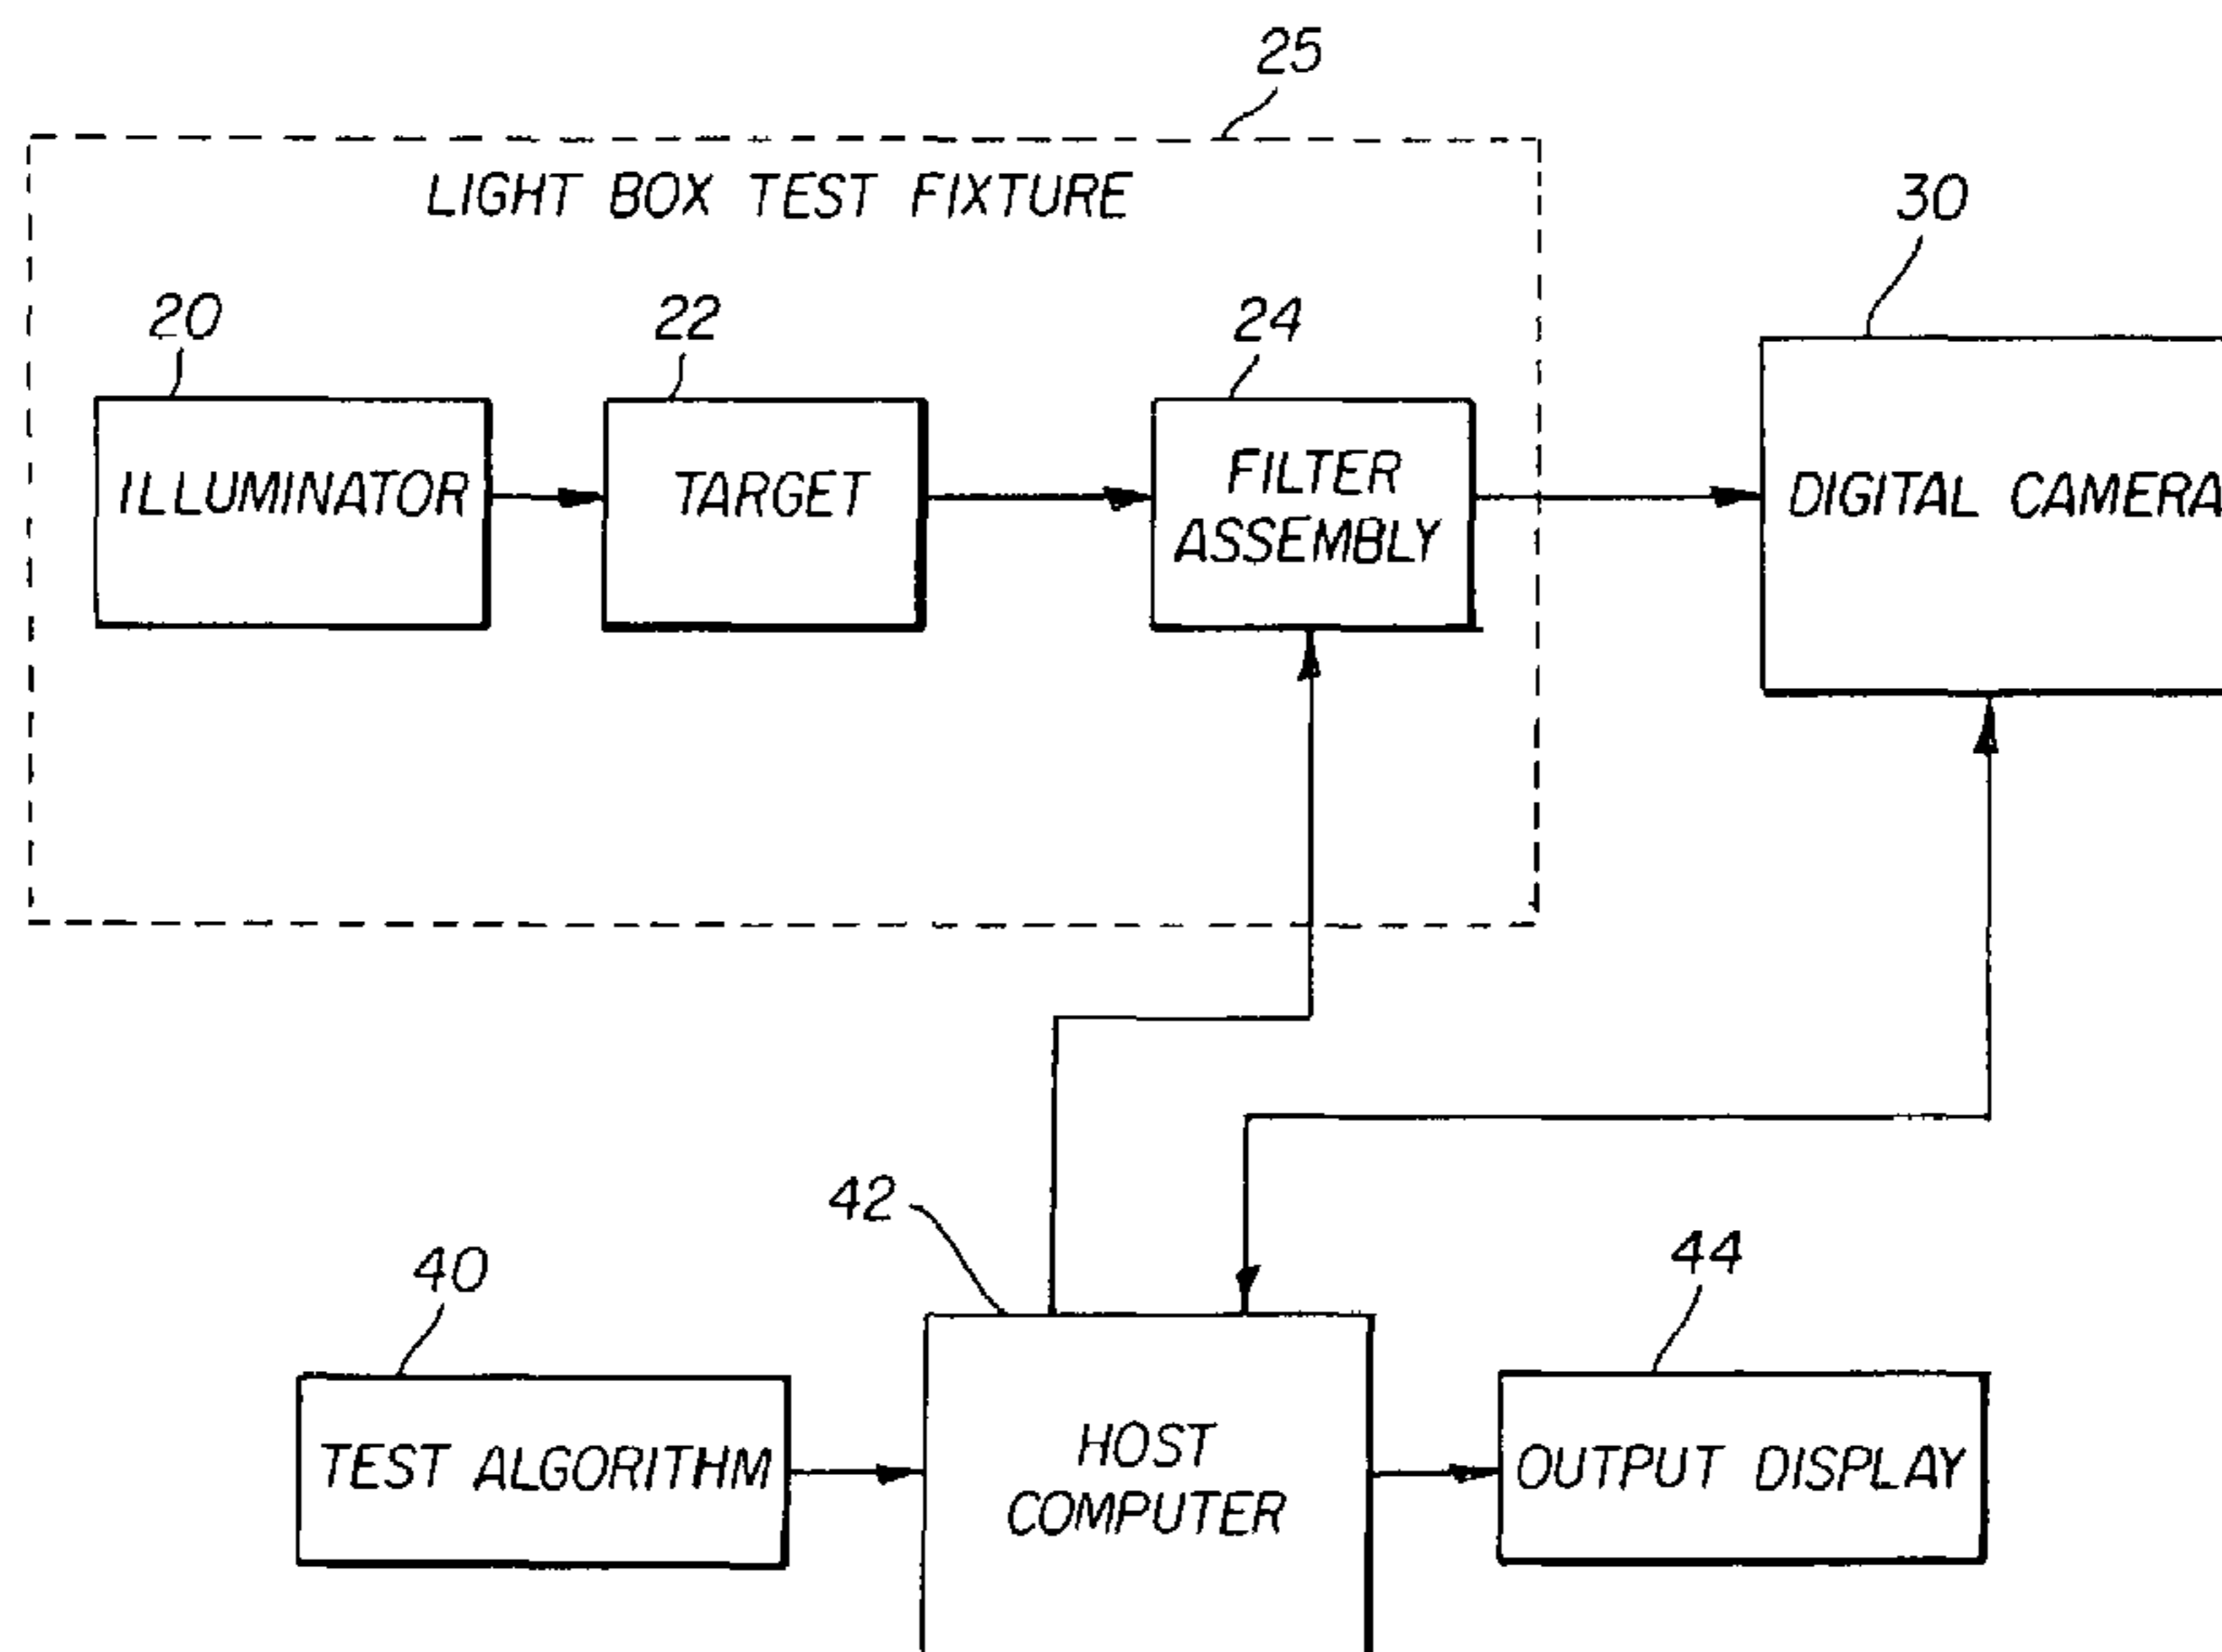 25
LIGHT BOX TEST FIXTURE
30
20
22
24
ILLUMINATOR
TARGET
FILTER
ASSEMBLY
DIGITAL CAMERA
42
40
44
TEST ALGORITHM
HOST
COMPUTER
OUTPUT DISPLAY